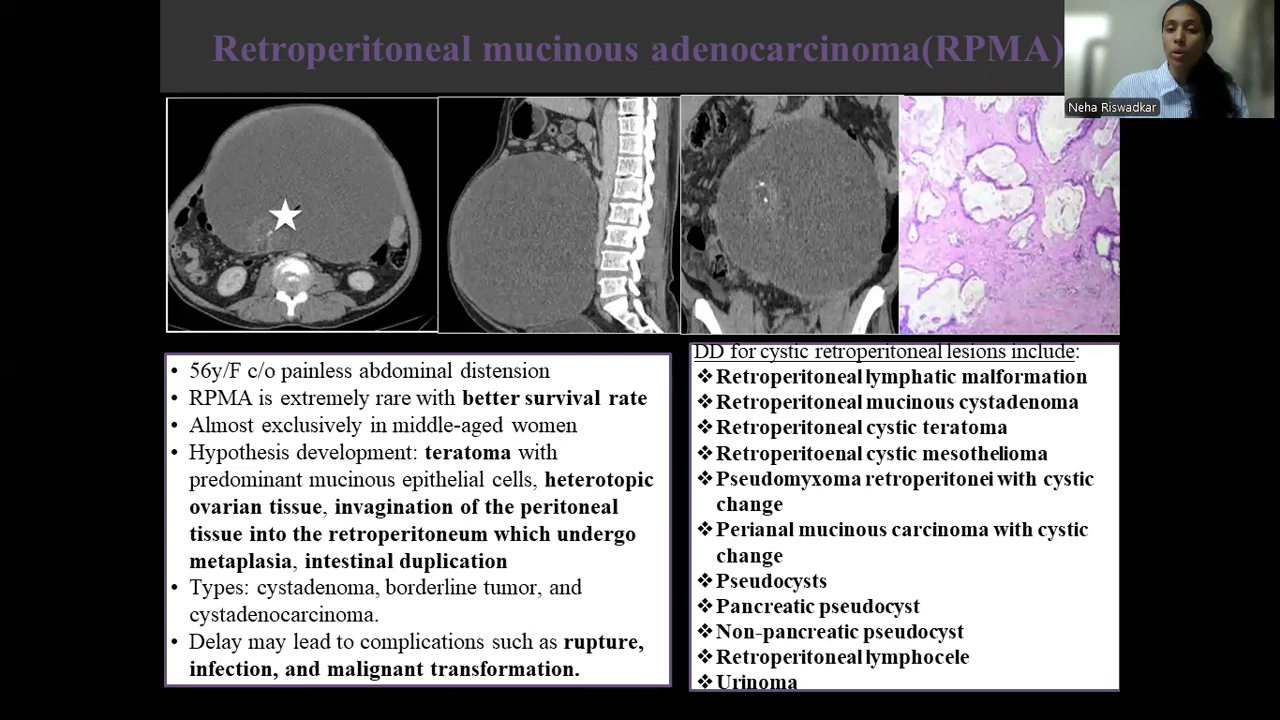 Retroperitoneal mucinous adenocarcinoma(RPMA)
Neha Riswadkar
• 56y/F c/o painless abdominal distension
• RPMA is extremely rare with better survival rate
• Almost exclusively in middle-aged women
• Hypothesis development: teratoma with
predominant mucinous epithelial cells, heterotopic
ovarian tissue, invagination of the peritoneal
tissue into the retroperitoneum which undergo
metaplasia, intestinal duplication
• Types: cystadenoma, borderline tumor, and
cystadenocarcinoma.
• Delay may lead to complications such as rupture,
infection, and malignant transformation.
DD for cystic retroperitoneal lesions include:
❖Retroperitoneal lymphatic malformation
❖Retroperitoneal mucinous cystadenoma
❖Retroperitoneal cystic teratoma
❖Retroperitoenal cystic mesothelioma
❖Pseudomyxoma retroperitonei with cystic
change
❖Perianal mucinous carcinoma with cystic
change
❖Pseudocysts
❖Pancreatic pseudocyst
❖Non-pancreatic pseudocyst
❖Retroperitoneal lymphocele
❖Urinoma